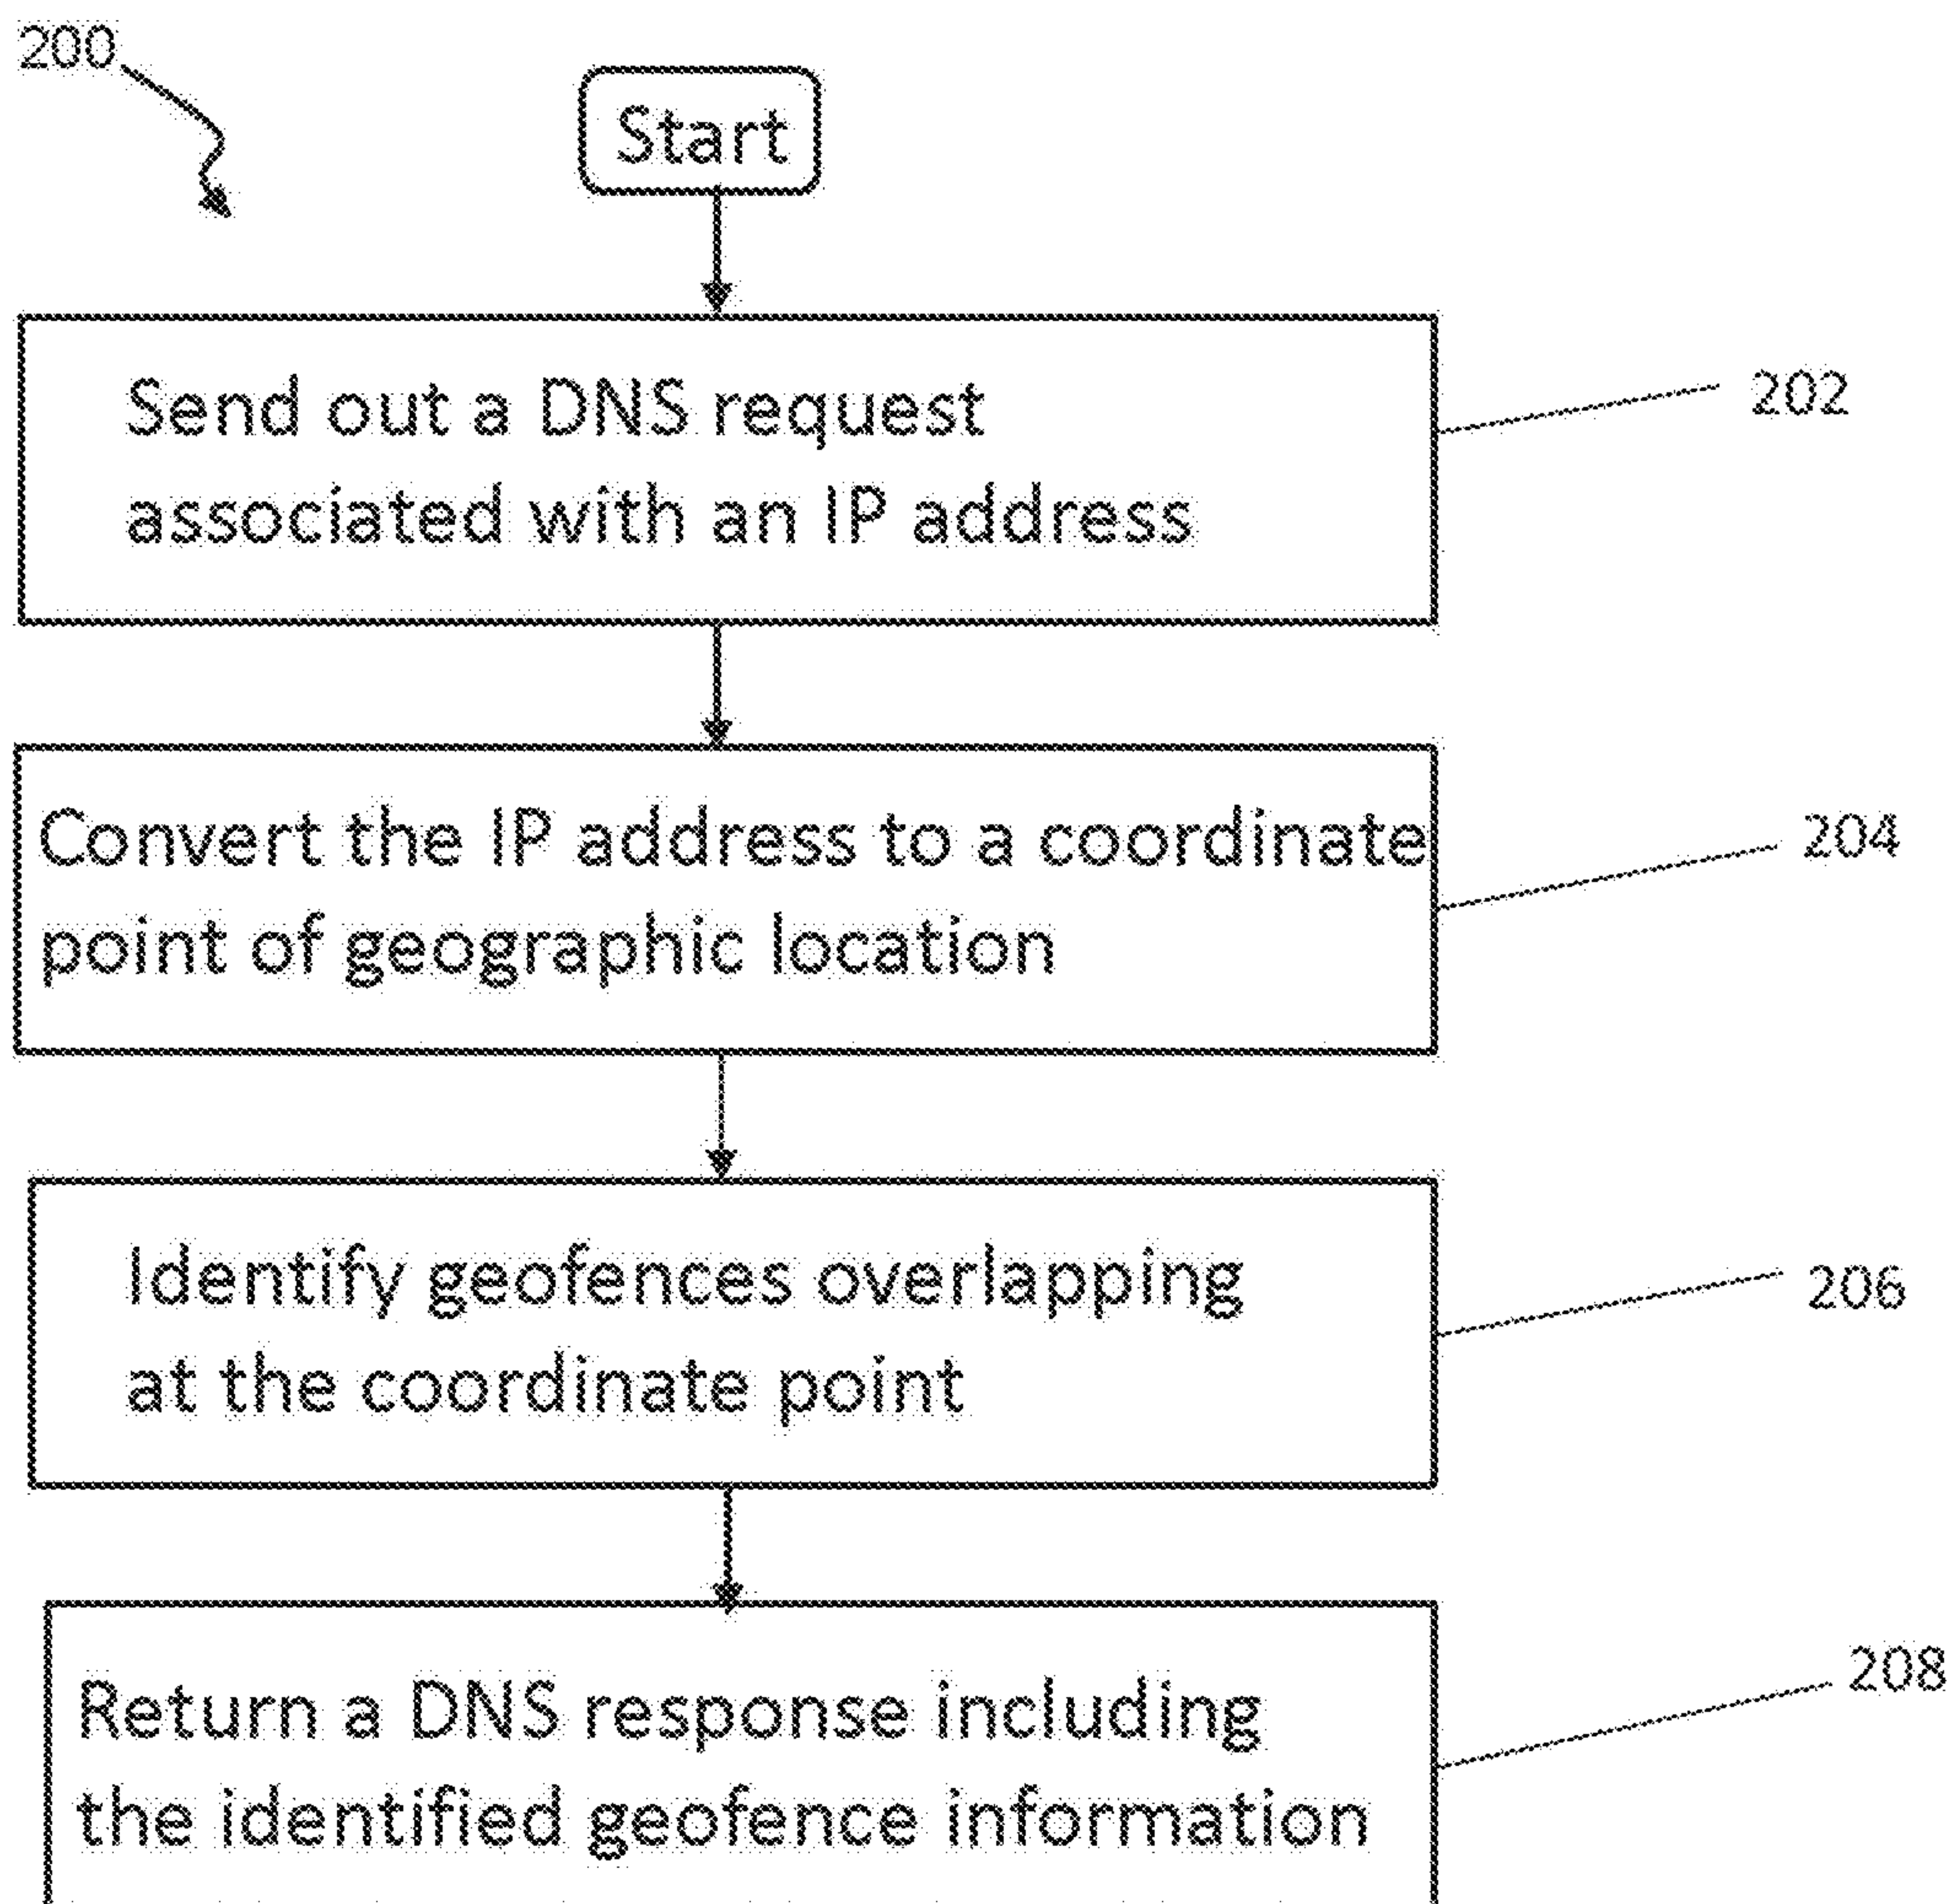 200
Start
Send out a DNS request
associated with an IP address
202
Convert the IP address to a coordinate
point of geographic location
204
Identify geofences overlapping
at the coordinate point
206
Return a DNS response including
the identified geofence information
208